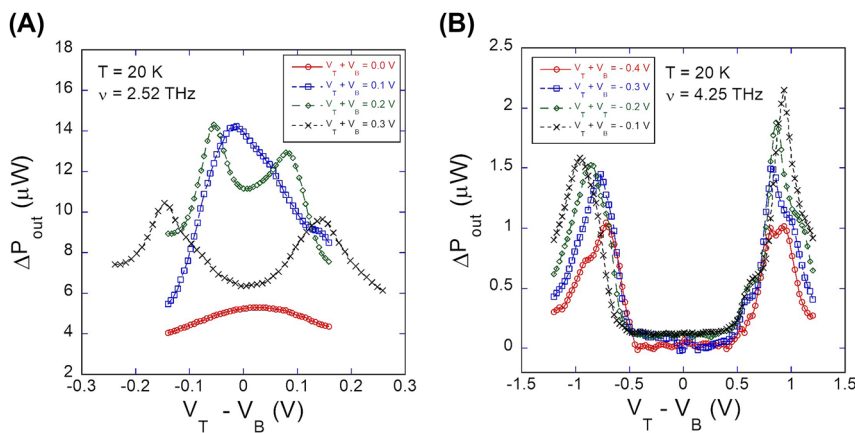 (A)
18
16
14
12
10
8
6
4
2
ΔP out (μW)
T = 20 K
ν = 2.52 THz
V T + V B = 0.0 V
V T + V B = 0.1 V
V T + V B = 0.2 V
V T + V B = 0.3 V
-0.3 -0.2 -0.1 0 0.1 0.2 0.3
V T - V B (V)
(B)
2.5
2
1.5
1
0.5
0
ΔP out (μW)
V T + V B = - 0.4 V
V T + V B = - 0.3 V
V T + V T = - 0.2 V
V T + V B = - 0.1 V
T = 20 K
ν = 4.25 THz
-1.5 -1 -0.5 0 0.5 1 1.5
V T - V B (V)